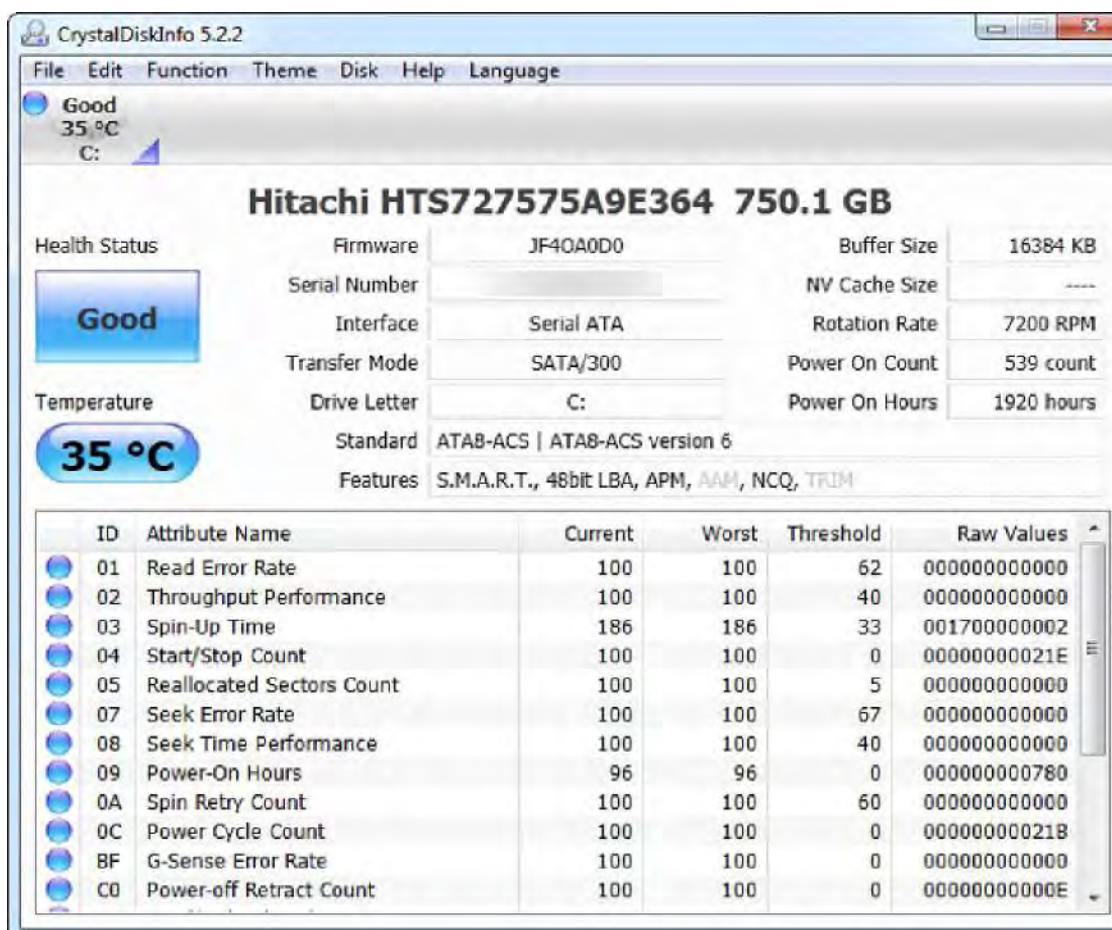 CrystalDiskInfo 5.2.2
File Edit Function Theme Disk Help Language
Good
35 °C
C:
Hitachi HTS727575A9E364 750.1 GB
Health Status
Good
Temperature
35 °C
Firmware JF4OA0D0
Serial Number
Interface Serial ATA
Transfer Mode SATA/300
Drive Letter C:
Standard ATA8-ACS | ATA8-ACS version 6
Features S.M.A.R.T., 48bit LBA, APM, AAM, NCQ, TRIM
Buffer Size 16384 KB
NV Cache Size ----
Rotation Rate 7200 RPM
Power On Count 539 count
Power On Hours 1920 hours
ID Attribute Name Current Worst Threshold Raw Values
01 Read Error Rate 100 100 62 000000000000
02 Throughput Performance 100 100 40 000000000000
03 Spin-Up Time 186 186 33 001700000002
04 Start/Stop Count 100 100 0 00000000021E
05 Reallocated Sectors Count 100 100 5 000000000000
07 Seek Error Rate 100 100 67 000000000000
08 Seek Time Performance 100 100 40 000000000000
09 Power-On Hours 96 96 0 000000000780
0A Spin Retry Count 100 100 60 000000000000
0C Power Cycle Count 100 100 0 00000000021B
BF G-Sense Error Rate 100 100 0 000000000000
C0 Power-off Retract Count 100 100 0 00000000000E